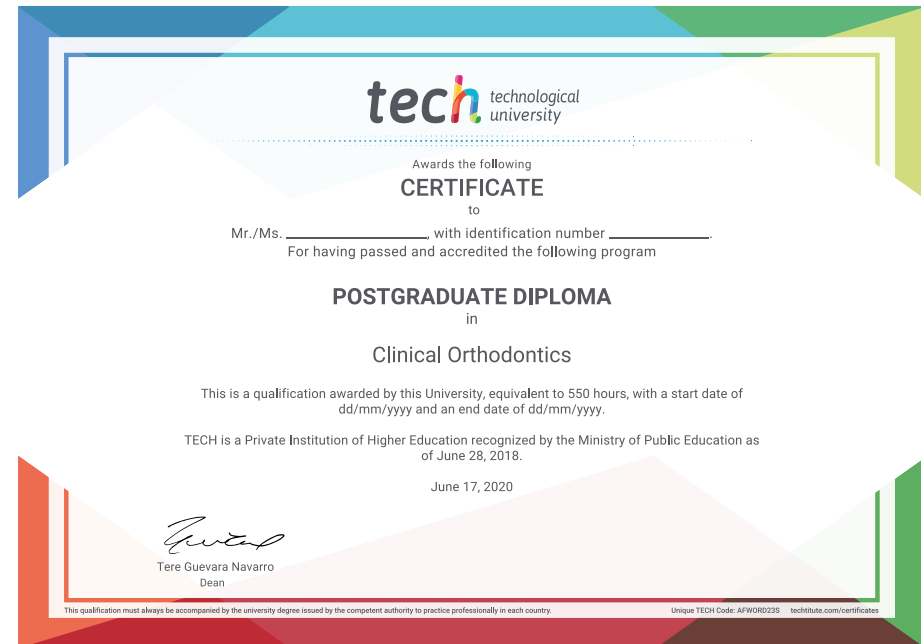 tech technological
university
Awards the following
CERTIFICATE
to
Mr./Ms. ____________________, with identification number ______________.
For having passed and accredited the following program
POSTGRADUATE DIPLOMA
in
Clinical Orthodontics
This is a qualification awarded by this University, equivalent to 550 hours, with a start date of
dd/mm/yyyy and an end date of dd/mm/yyyy.
TECH is a Private Institution of Higher Education recognized by the Ministry of Public Education as
of June 28, 2018.
June 17, 2020
Tere Guevara Navarro
Dean
This qualification must always be accompanied by the university degree issued by the competent authority to practice professionally in each country. Unique TECH Code: AFWORD23S techtitute.com/certificates